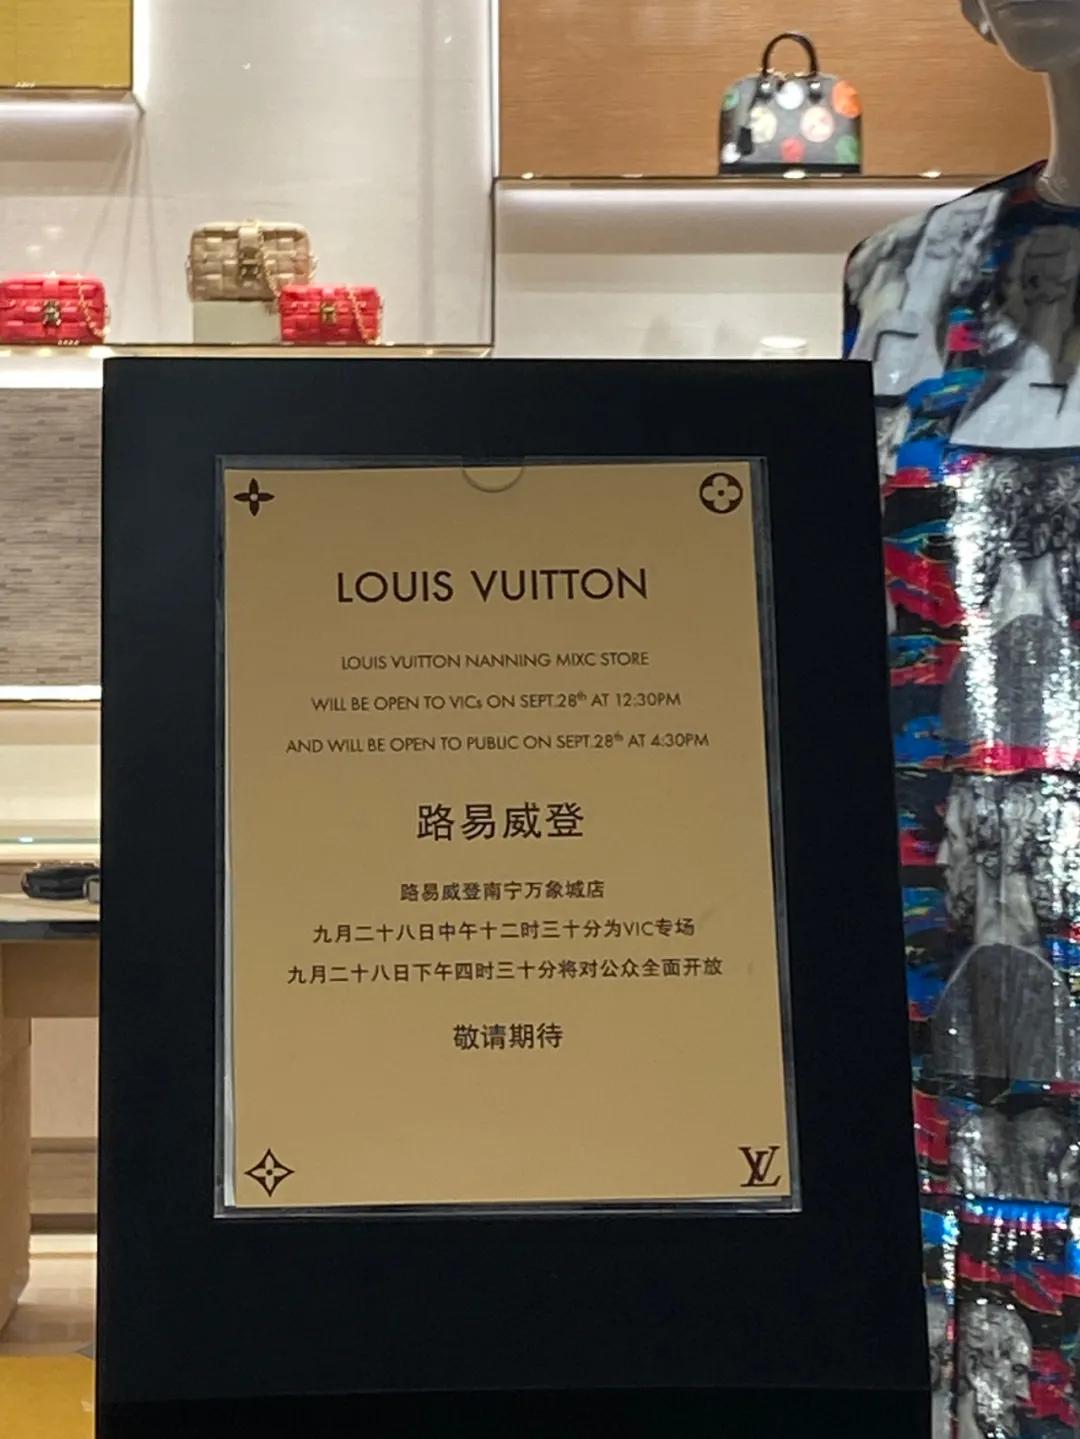 LOUIS VUITTON
LOUIS VUITTON NANNING MIXC STORE
WILL BE OPEN TO VICs ON SEPT.28th AT 12:30PM
AND WILL BE OPEN TO PUBLIC ON SEPT.28th AT 4:30PM
路易威登
路易威登南宁万象城店
九月二十八日中午十二时三十分为VIC专场
九月二十八日下午四时三十分将对公众全面开放
敬请期待
LV